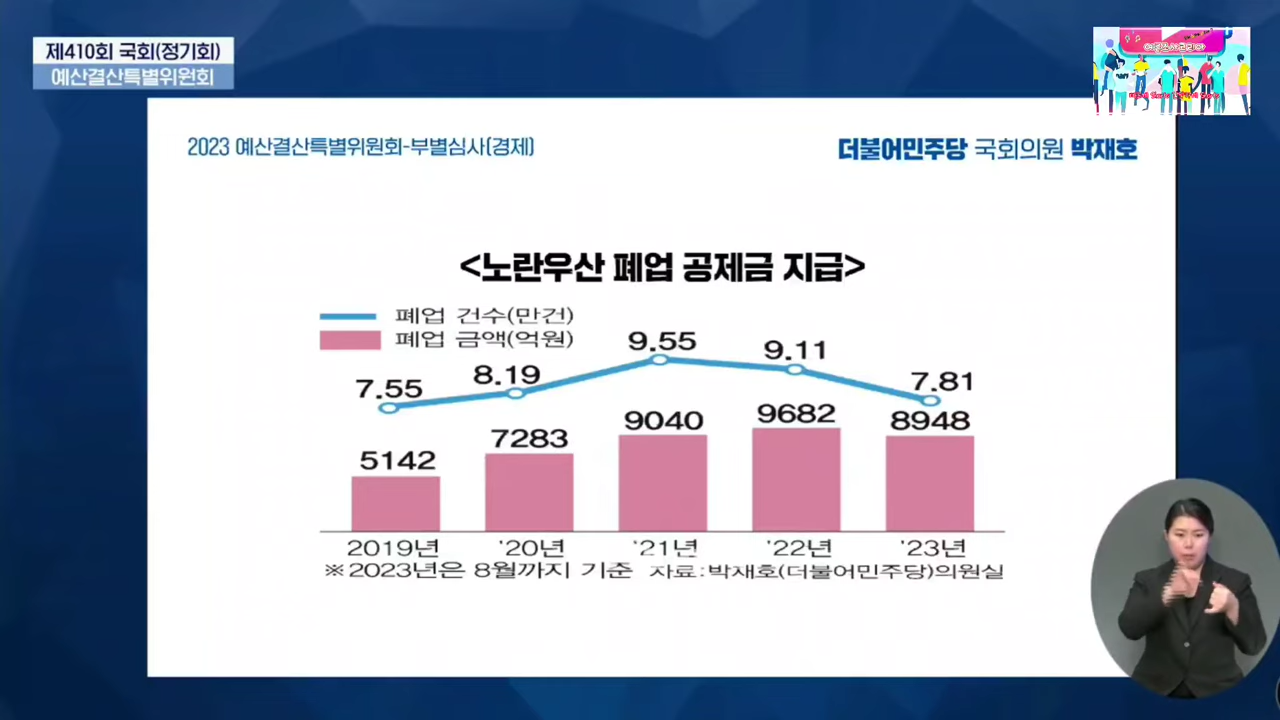 제410회 국회(정기회)
예산결산특별위원회
2023 예산결산특별위원회-부별심사(경제)
더불어민주당 국회의원 박재호
<노란우산 폐업 공제금 지급>
폐업 건수(만건)
폐업 금액(억원)
7.55 8.19 9.55 9.11 7.81
5142 7283 9040 9682 8948
2019년 '20년 '21년 '22년 '23년
※2023년은 8월까지 기준 자료:박재호(더불어민주당)의원실